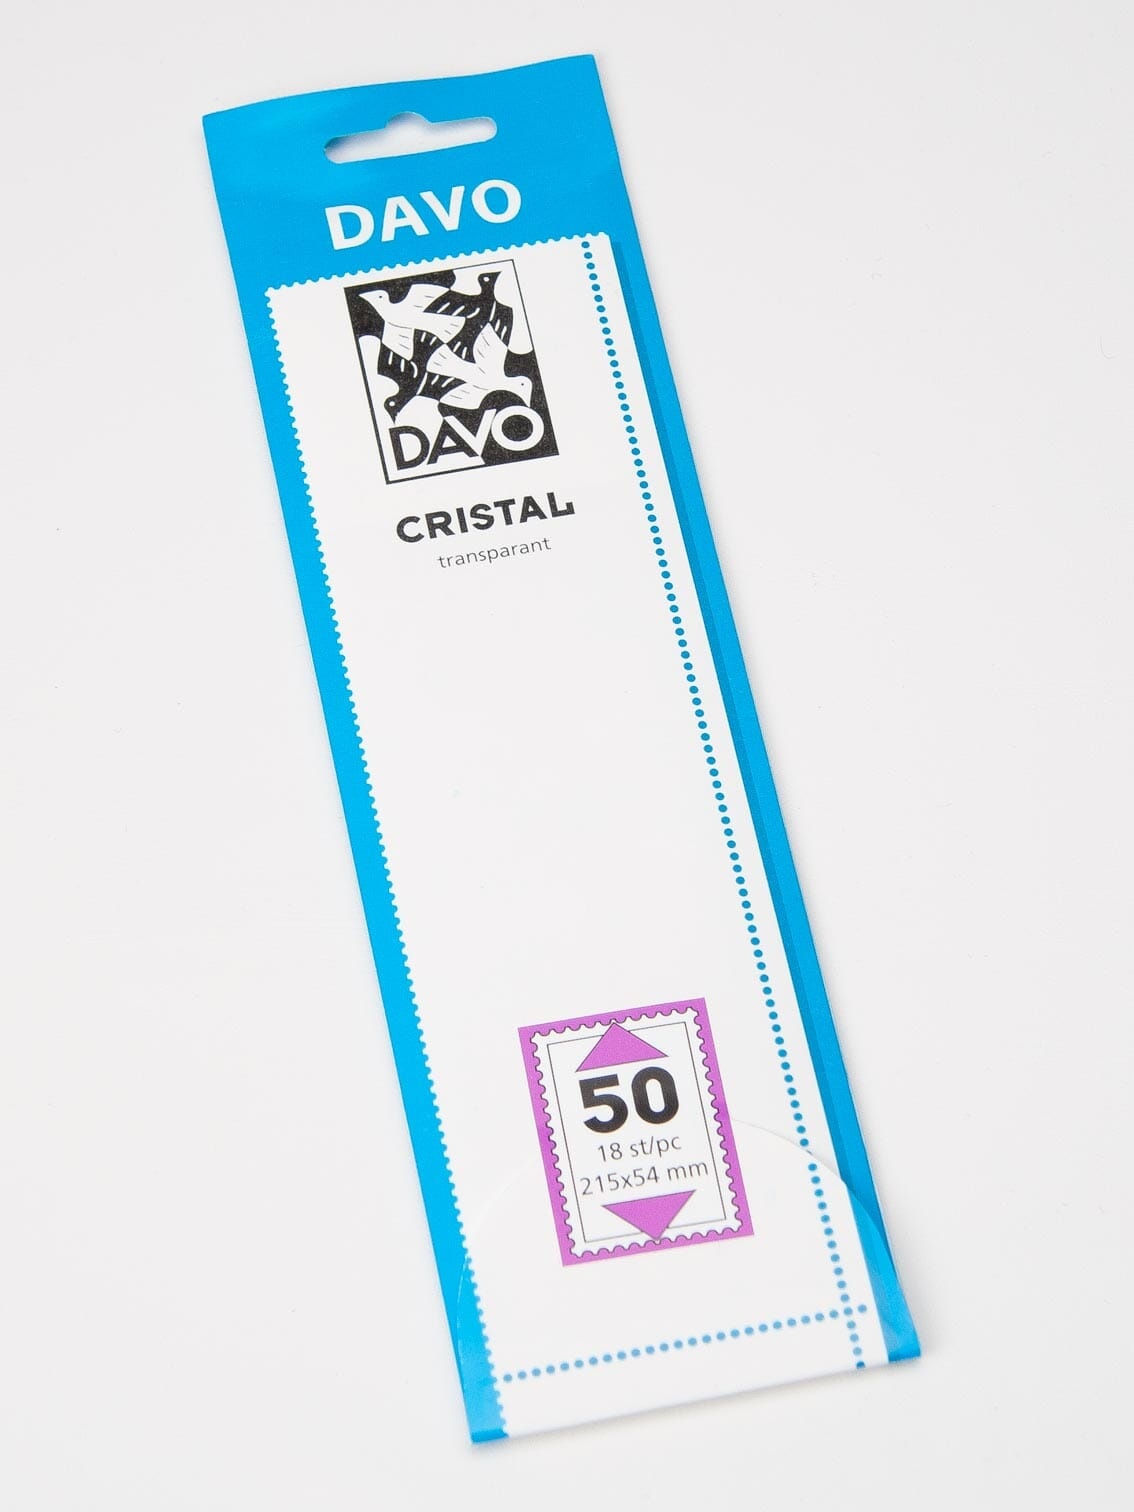 DAVO
DAVO
CRISTAL
transparant
50
18 st/pc
215x54 mm